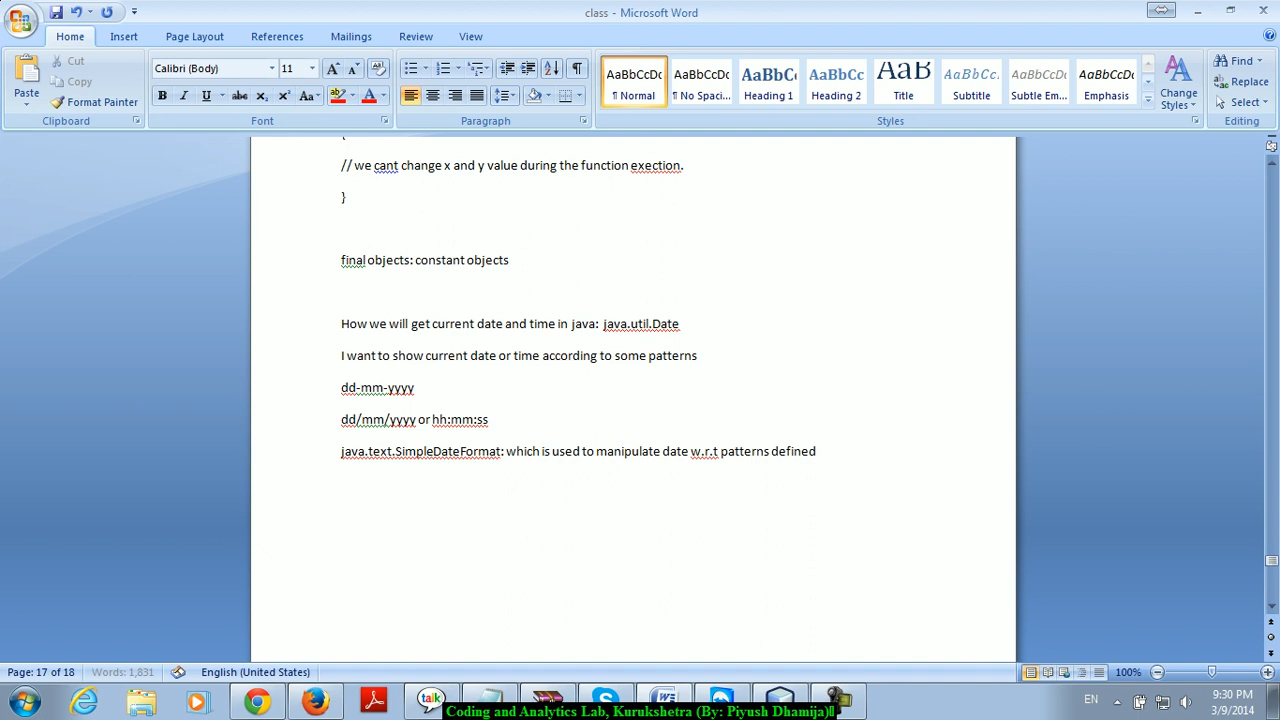 class - Microsoft Word
Home Insert Page Layout References Mailings Review View
Paste
Cut
Copy
Format Painter
Clipboard
Calibri (Body) 11
Font
Paragraph
AaBbCcDc AaBbCcDc AaBbCc AaBbCc AaB AaBbCc. AaBbCcDc AaBbCcDc
¶ Normal ¶ No Spaci... Heading 1 Heading 2 Title Subtitle Subtle Em... Emphasis
Change Styles
Styles
Find
Replace
Select
Editing
// we cant change x and y value during the function exection.
}
final objects: constant objects
How we will get current date and time in java: java.util.Date
I want to show current date or time according to some patterns
dd-mm-yyyy
dd/mm/yyyy or hh:mm:ss
java.text.SimpleDateFormat: which is used to manipulate date w.r.t patterns defined
Page: 17 of 18 Words: 1,831 English (United States) 100%
talk
EN
9:30 PM
3/9/2014
Coding and Analytics Lab, Kurukshetra (By: Piyush Dhamija)